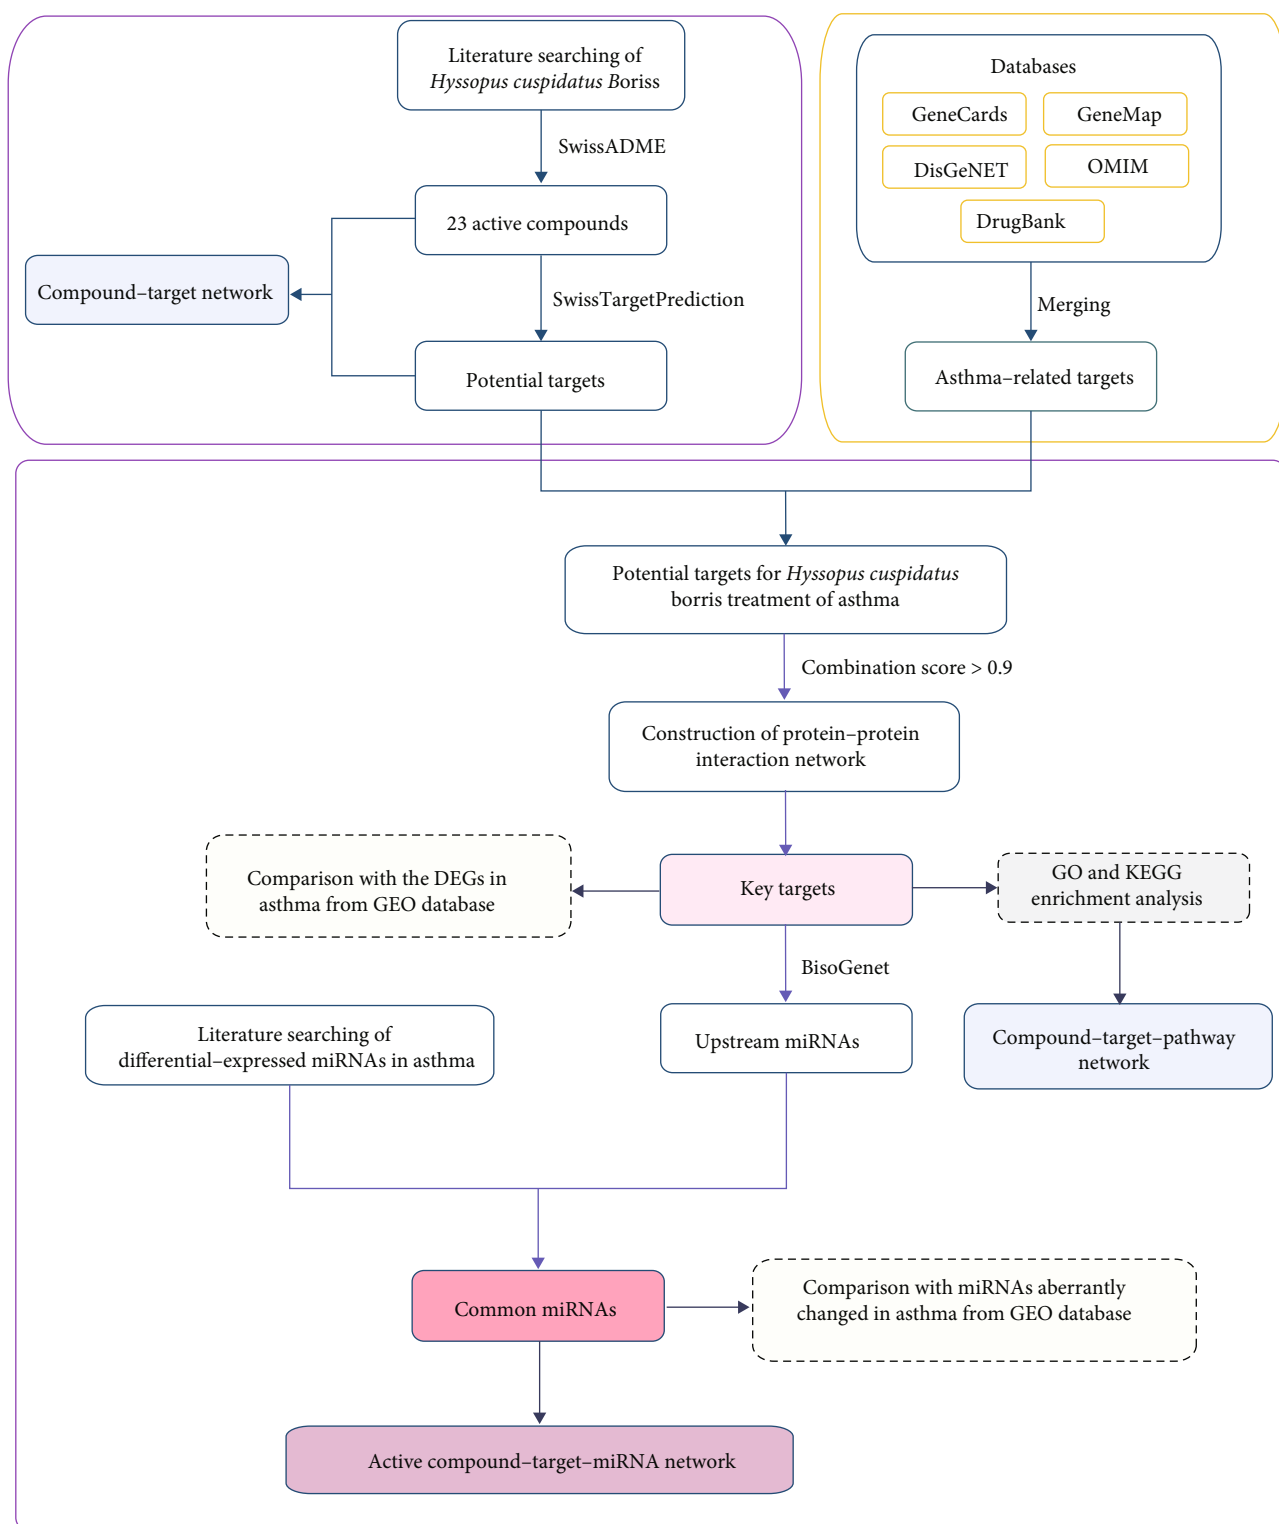 Literature searching of
Hyssopus cuspidatus Boriss
SwissADME
23 active compounds
Compound–target network
SwissTargetPrediction
Potential targets
Databases
GeneCards
GeneMap
DisGeNET
OMIM
DrugBank
Merging
Asthma–related targets
Potential targets for Hyssopus cuspidatus
borris treatment of asthma
Combination score > 0.9
Construction of protein–protein
interaction network
Comparison with the DEGs in
asthma from GEO database
Key targets
GO and KEGG
enrichment analysis
BisoGenet
Literature searching of
differential–expressed miRNAs in asthma
Upstream miRNAs
Compound–target–pathway
network
Common miRNAs
Comparison with miRNAs aberrantly
changed in asthma from GEO database
Active compound–target–miRNA network